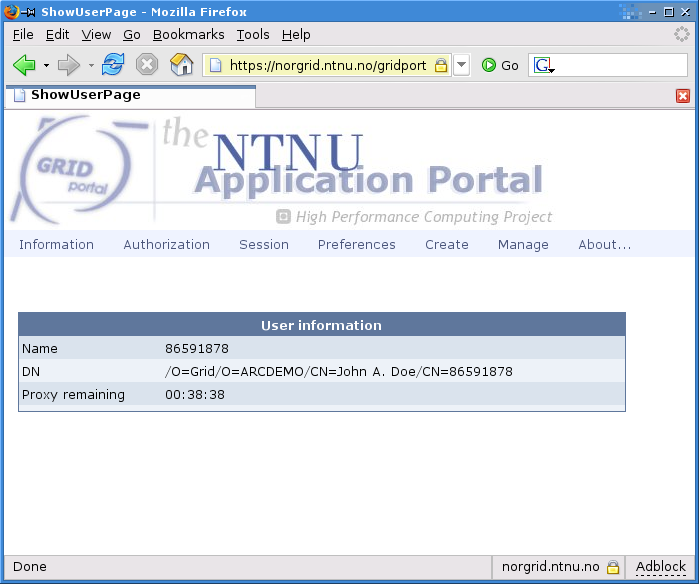 ShowUserPage - Mozilla Firefox
File Edit View Go Bookmarks Tools Help
https://norgrid.ntnu.no/gridport Go G
ShowUserPage
GRID portal
the NTNU
Application Portal
High Performance Computing Project
Information Authorization Session Preferences Create Manage About...
User information
Name 86591878
DN /O=Grid/O=ARCDEMO/CN=John A. Doe/CN=86591878
Proxy remaining 00:38:38
Done norgrid.ntnu.no Adblock